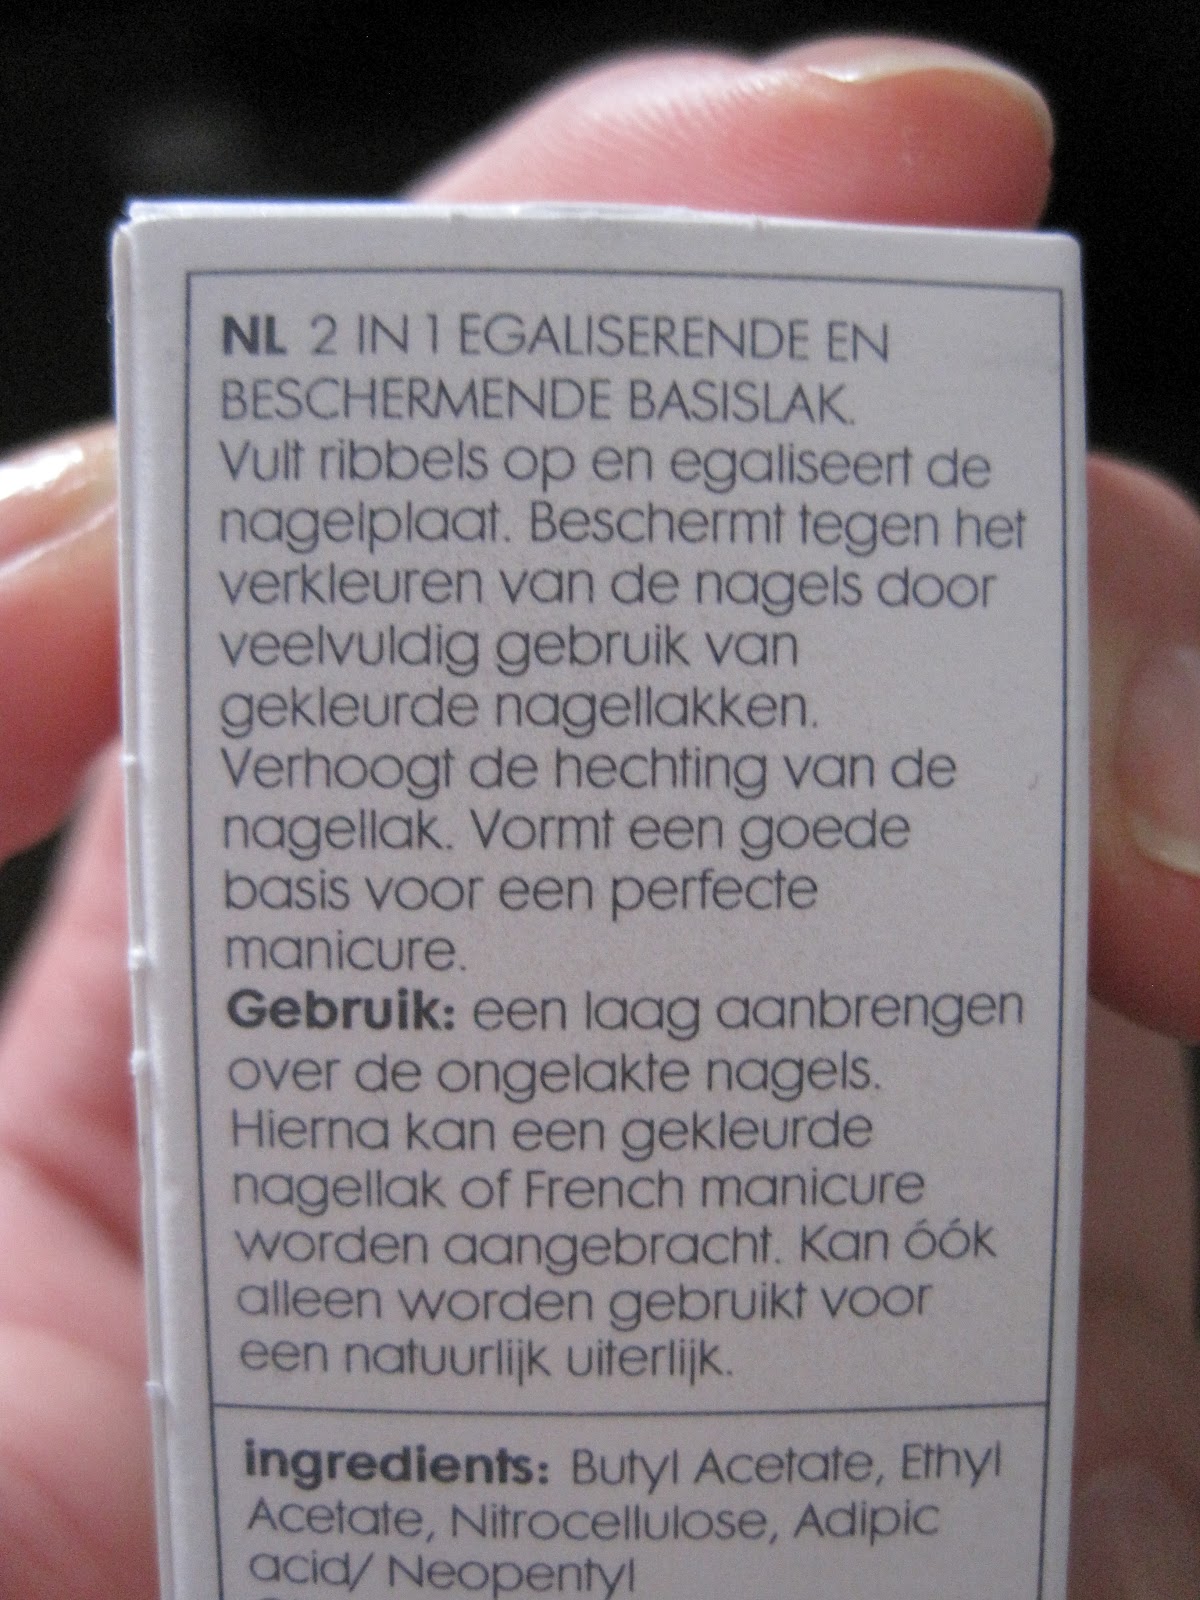 NL 2 IN 1 EGALISERENDE EN
BESCHERMENDE BASISLAK.
Vult ribbels op en egaliseert de
nagelplaat. Beschermt tegen het
verkleuren van de nagels door
veelvuldig gebruik van
gekleurde nagellakken.
Verhoogt de hechting van de
nagellak. Vormt een goede
basis voor een perfecte
manicure.
Gebruik: een laag aanbrengen
over de ongelakte nagels.
Hierna kan een gekleurde
nagellak of French manicure
worden aangebracht. Kan óók
alleen worden gebruikt voor
een natuurlijk uiterlijk.
ingredients: Butyl Acetate, Ethyl
Acetate, Nitrocellulose, Adipic
acid/ Neopentyl